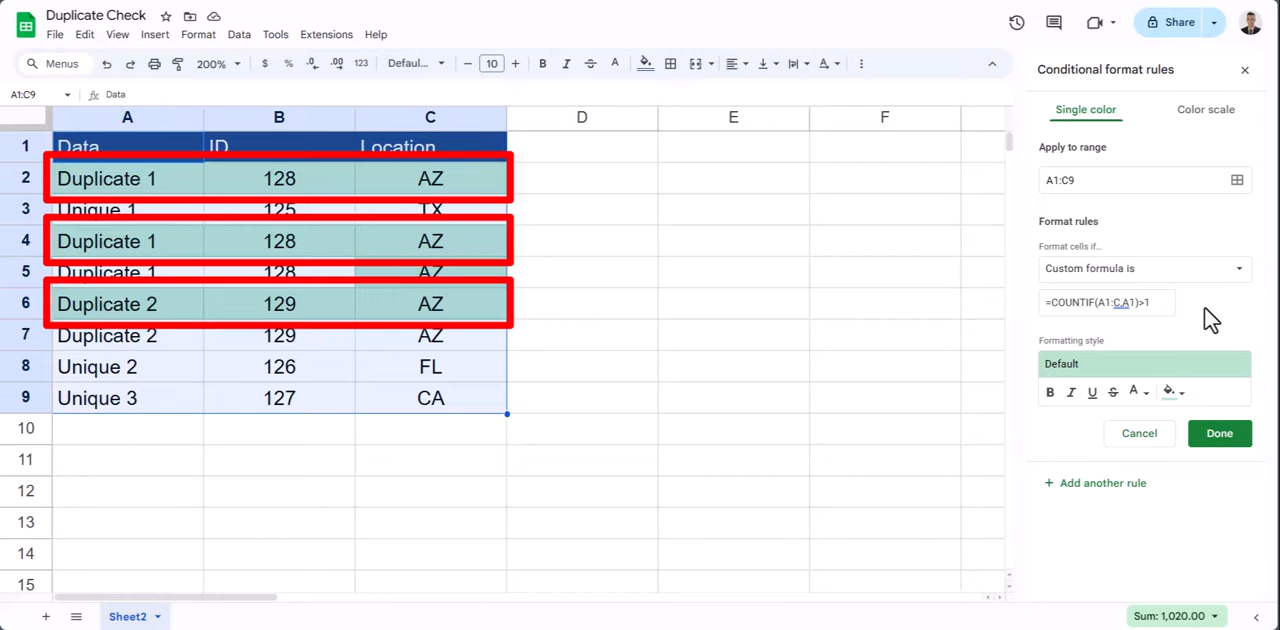 Duplicate Check
File Edit View Insert Format Data Tools Extensions Help
Share
Menus 200% $ % .0 .00 123 Defaul... − 10 + B I S A A
A1:C9 fx Data
A B C D E F
1 Data ID Location
2 Duplicate 1 128 AZ
3 Unique 1 125 TX
4 Duplicate 1 128 AZ
5 Duplicate 1 128 AZ
6 Duplicate 2 129 AZ
7 Duplicate 2 129 AZ
8 Unique 2 126 FL
9 Unique 3 127 CA
10
11
12
13
14
15
+ Sheet2
Sum: 1,020.00
Conditional format rules
Single color Color scale
Apply to range
A1:C9
Format rules
Format cells if…
Custom formula is
=COUNTIF(A1:C,A1)>1
Formatting style
Default
B I U S A
Cancel Done
+ Add another rule